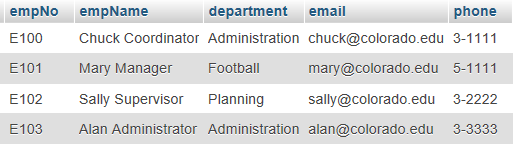 empNo empName department email phone
E100 Chuck Coordinator Administration chuck@colorado.edu 3-1111
E101 Mary Manager Football mary@colorado.edu 5-1111
E102 Sally Supervisor Planning sally@colorado.edu 3-2222
E103 Alan Administrator Administration alan@colorado.edu 3-3333